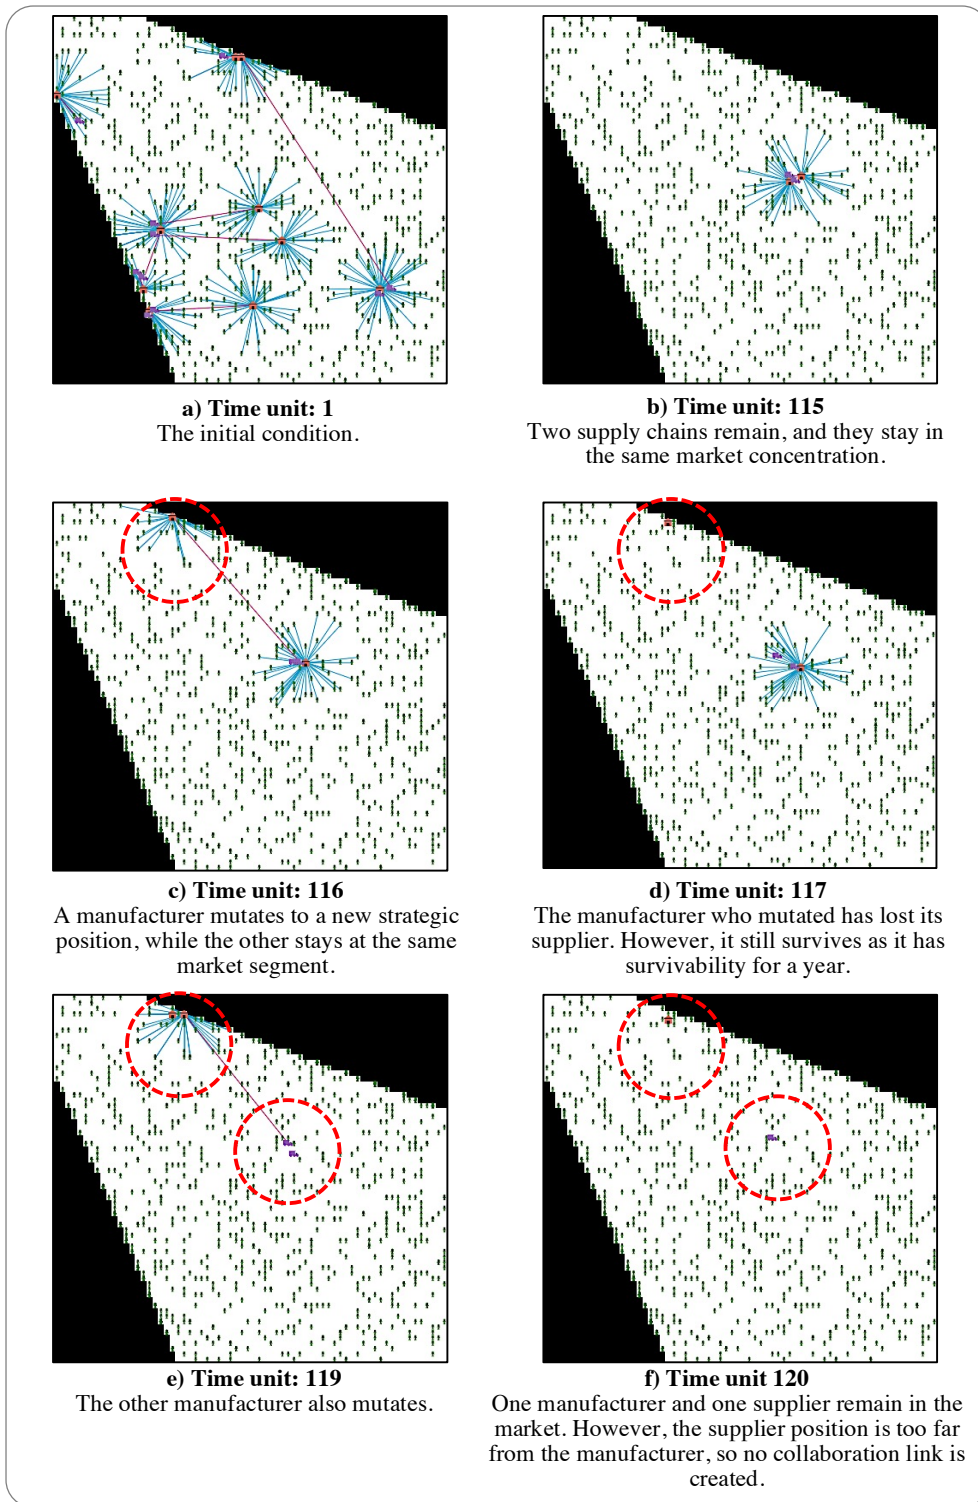 a) Time unit: 1
The initial condition.
b) Time unit: 115
Two supply chains remain, and they stay in
the same market concentration.
c) Time unit: 116
A manufacturer mutates to a new strategic
position, while the other stays at the same
market segment.
d) Time unit: 117
The manufacturer who mutated has lost its
supplier. However, it still survives as it has
survivability for a year.
e) Time unit: 119
The other manufacturer also mutates.
f) Time unit 120
One manufacturer and one supplier remain in the
market. However, the supplier position is too far
from the manufacturer, so no collaboration link is
created.